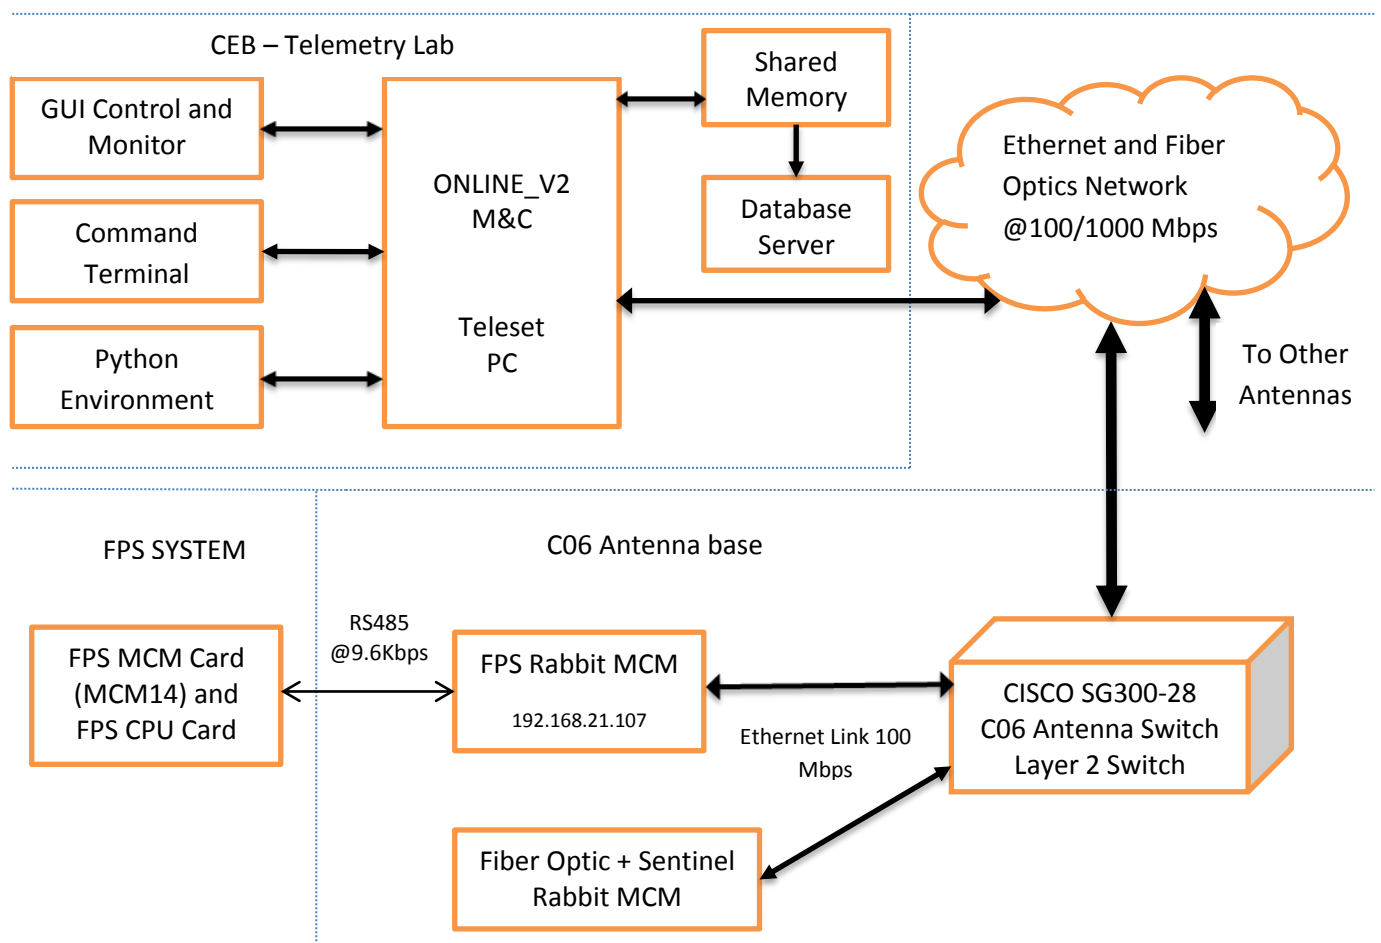 CEB – Telemetry Lab
GUI Control and
Monitor
Command
Terminal
Python
Environment
ONLINE_V2
M&C
Teleset
PC
Shared
Memory
Database
Server
Ethernet and Fiber
Optics Network
@100/1000 Mbps
To Other
Antennas
FPS SYSTEM
C06 Antenna base
FPS MCM Card
(MCM14) and
FPS CPU Card
RS485
@9.6Kbps
FPS Rabbit MCM
192.168.21.107
Ethernet Link 100
Mbps
CISCO SG300-28
C06 Antenna Switch
Layer 2 Switch
Fiber Optic + Sentinel
Rabbit MCM